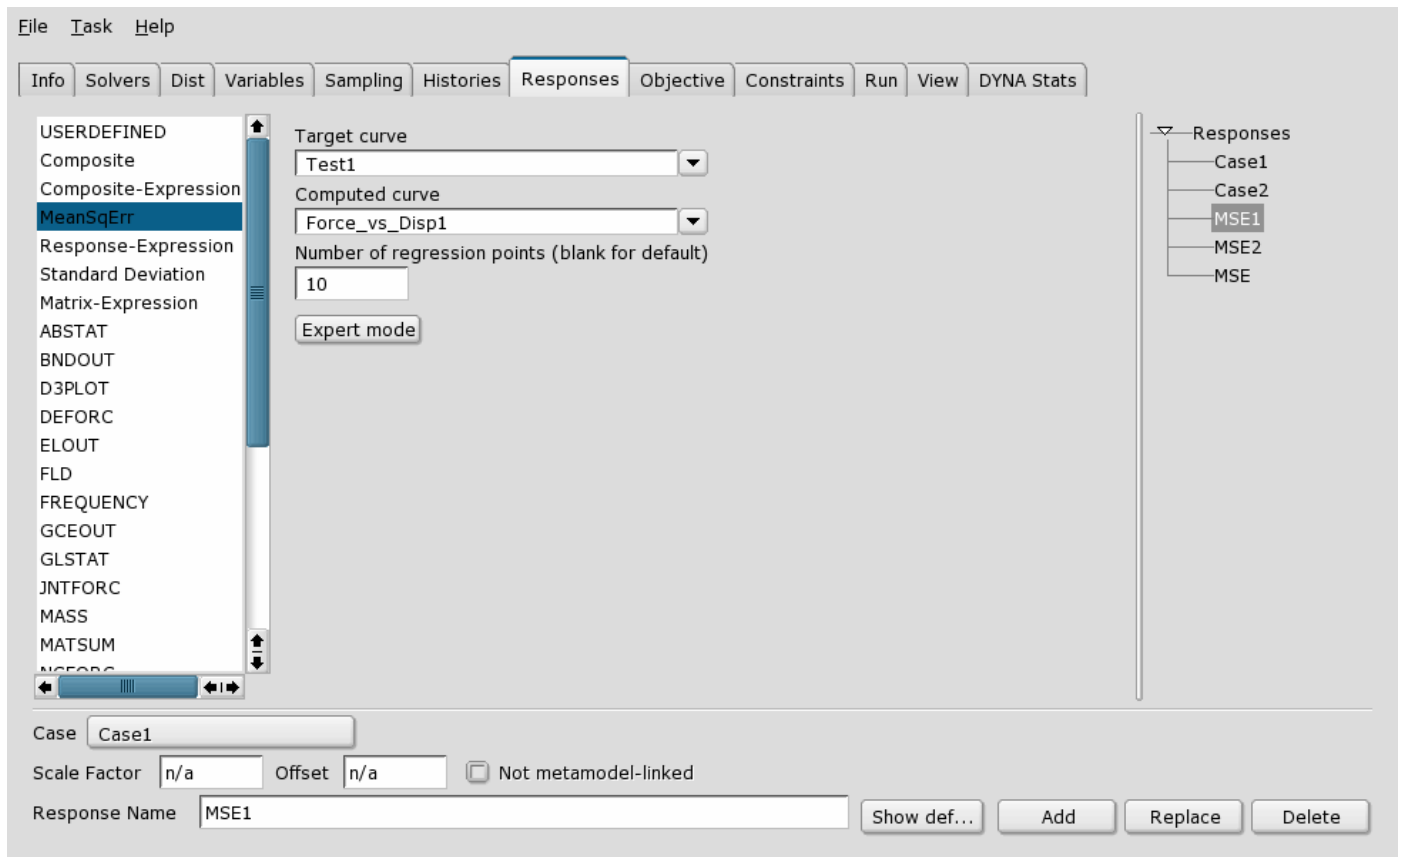 File Task Help
Info Solvers Dist Variables Sampling Histories Responses Objective Constraints Run View DYNA Stats
USERDEFINED
Composite
Composite-Expression
MeanSqErr
Response-Expression
Standard Deviation
Matrix-Expression
ABSTAT
BNDOUT
D3PLOT
DEFORC
ELOUT
FLD
FREQUENCY
GCEOUT
GLSTAT
JNTFORC
MASS
MATSUM
Target curve
Test1
Computed curve
Force_vs_Disp1
Number of regression points (blank for default)
10
Expert mode
Responses
Case1
Case2
MSE1
MSE2
MSE
Case Case1
Scale Factor n/a Offset n/a Not metamodel-linked
Response Name MSE1 Show def... Add Replace Delete